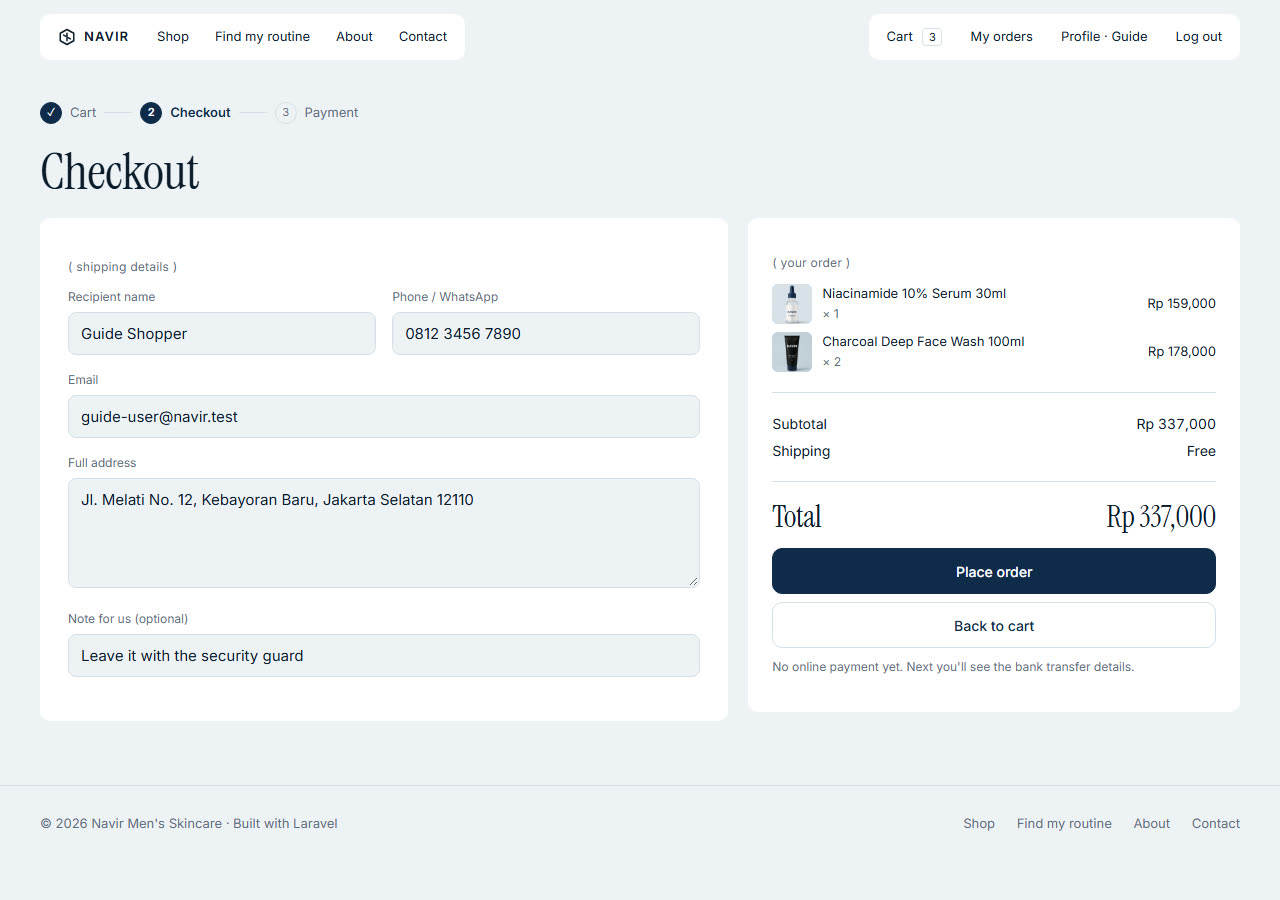 NAVIR Shop Find my routine About Contact
Cart 3 My orders Profile · Guide Log out
✓ Cart 2 Checkout 3 Payment
Checkout
( shipping details )
Recipient name
Guide Shopper
Phone / WhatsApp
0812 3456 7890
Email
guide-user@navir.test
Full address
Jl. Melati No. 12, Kebayoran Baru, Jakarta Selatan 12110
Note for us (optional)
Leave it with the security guard
( your order )
Niacinamide 10% Serum 30ml
× 1
Rp 159,000
Charcoal Deep Face Wash 100ml
× 2
Rp 178,000
Subtotal Rp 337,000
Shipping Free
Total Rp 337,000
Place order
Back to cart
No online payment yet. Next you'll see the bank transfer details.
© 2026 Navir Men's Skincare · Built with Laravel
Shop Find my routine About Contact